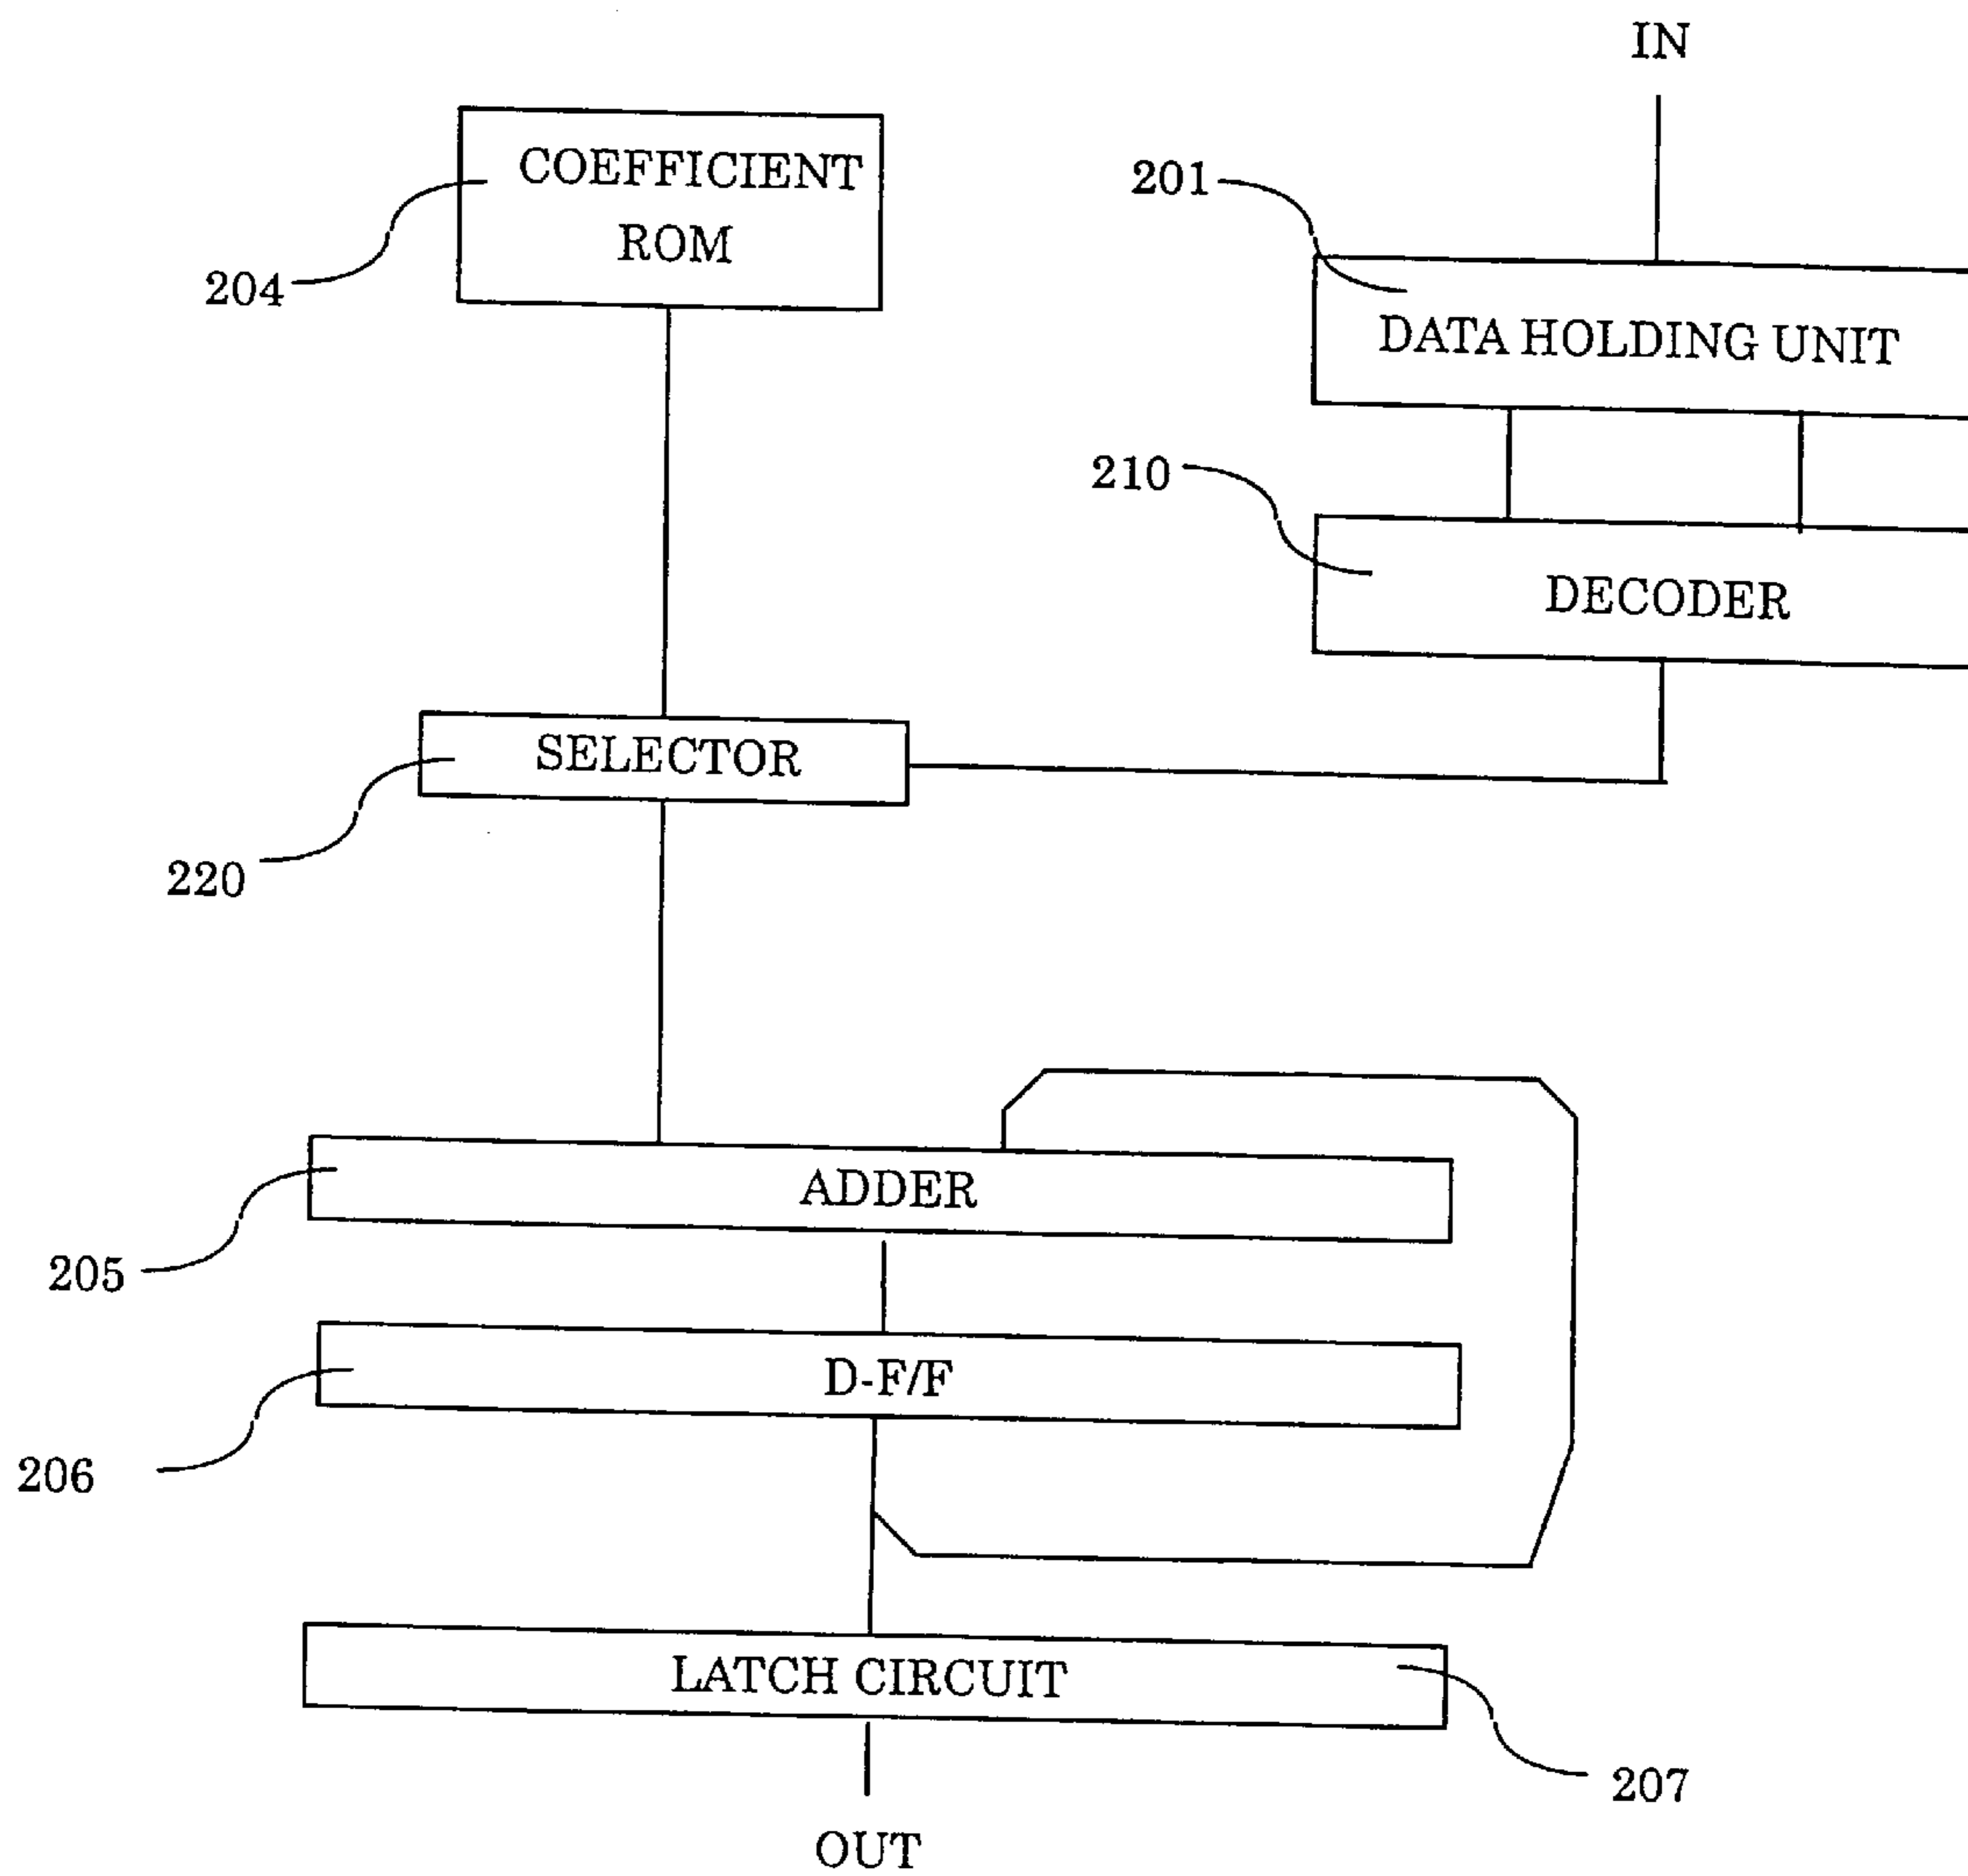 IN
COEFFICIENT
ROM
201
204
DATA HOLDING UNIT
210
DECODER
SELECTOR
220
ADDER
205
D-F/F
206
LATCH CIRCUIT
207
OUT